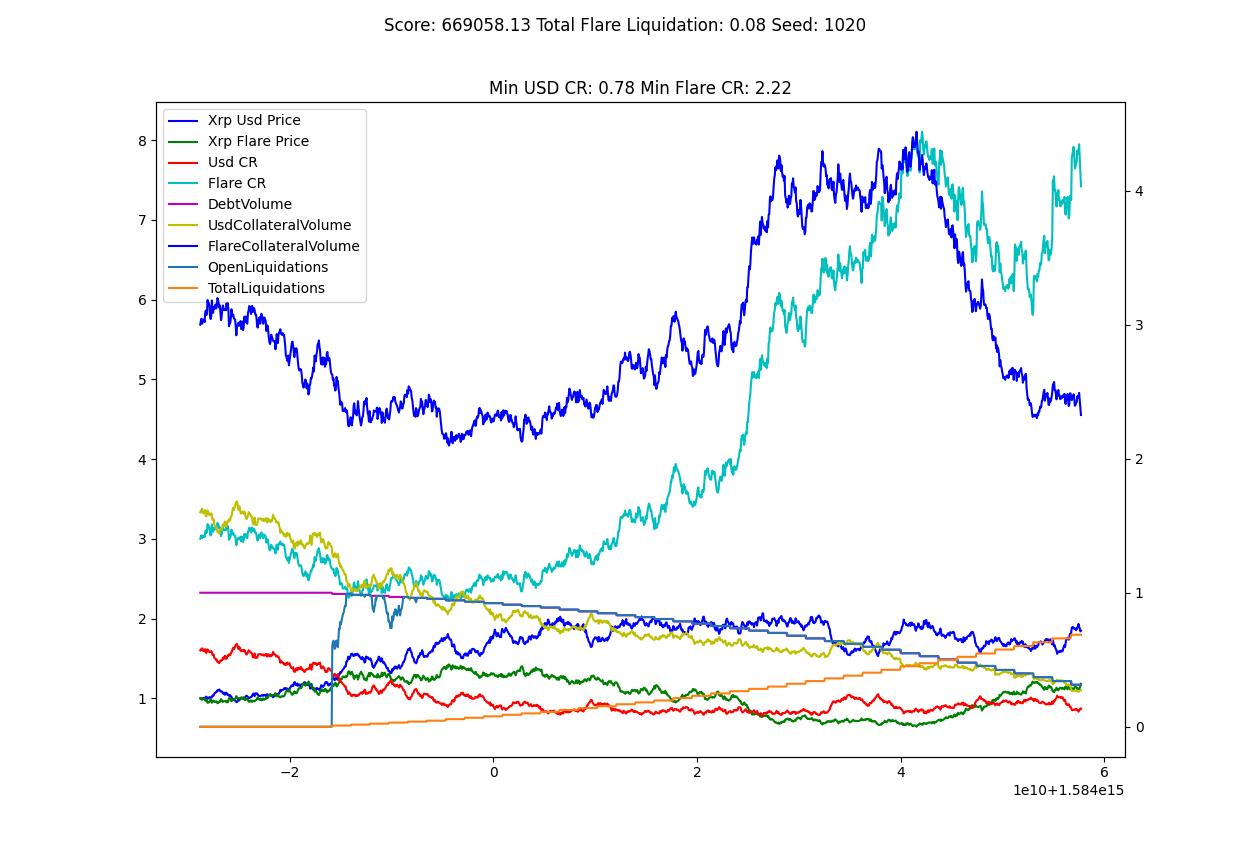 Score: 669058.13 Total Flare Liquidation: 0.08 Seed: 1020
Min USD CR: 0.78 Min Flare CR: 2.22
Xrp Usd Price
Xrp Flare Price
Usd CR
Flare CR
DebtVolume
UsdCollateralVolume
FlareCollateralVolume
OpenLiquidations
TotalLiquidations
8
7
6
5
4
3
2
1
4
3
2
1
0
−2
0
2
4
6
1e10+1.584e15